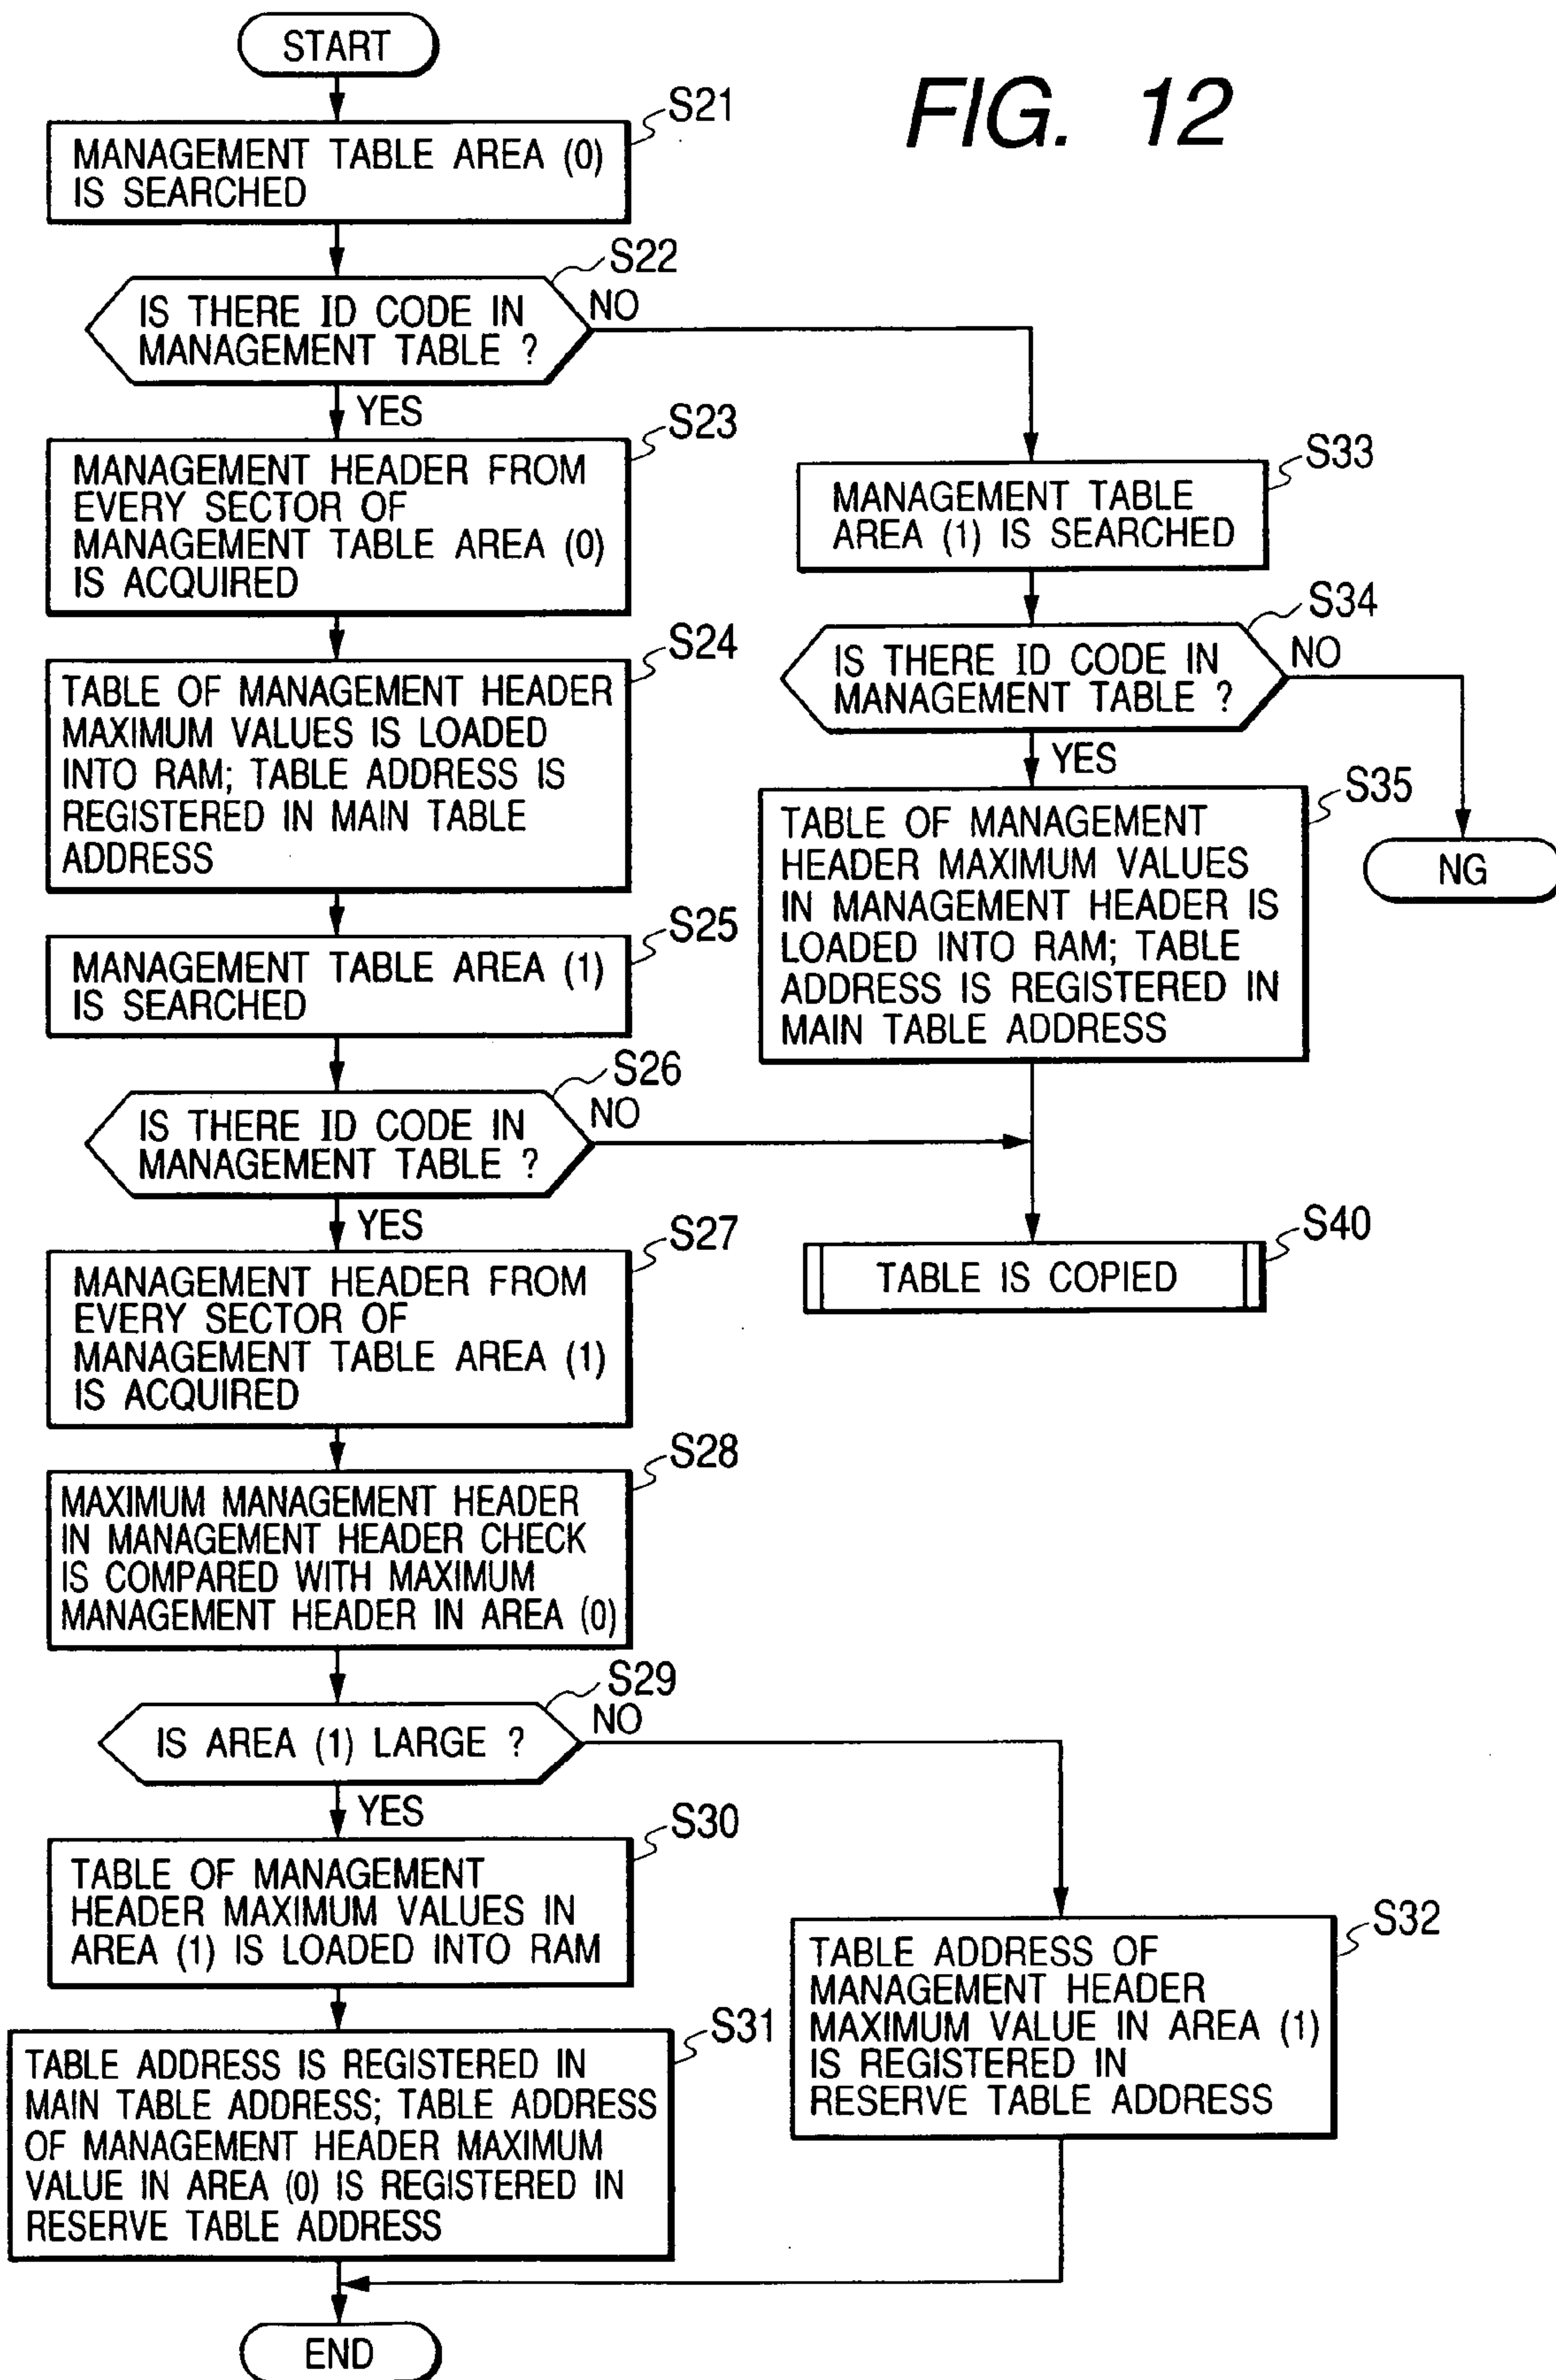 START
FIG. 12
S21
MANAGEMENT TABLE AREA (0)
IS SEARCHED
S22
IS THERE ID CODE IN
MANAGEMENT TABLE ?
NO
YES
S23
MANAGEMENT HEADER FROM
EVERY SECTOR OF
MANAGEMENT TABLE AREA (0)
IS ACQUIRED
S24
TABLE OF MANAGEMENT HEADER
MAXIMUM VALUES IS LOADED
INTO RAM; TABLE ADDRESS IS
REGISTERED IN MAIN TABLE
ADDRESS
S25
MANAGEMENT TABLE AREA (1)
IS SEARCHED
S26
IS THERE ID CODE IN
MANAGEMENT TABLE ?
NO
YES
S27
MANAGEMENT HEADER FROM
EVERY SECTOR OF
MANAGEMENT TABLE AREA (1)
IS ACQUIRED
S28
MAXIMUM MANAGEMENT HEADER
IN MANAGEMENT HEADER CHECK
IS COMPARED WITH MAXIMUM
MANAGEMENT HEADER IN AREA (0)
S29
IS AREA (1) LARGE ?
NO
YES
S30
TABLE OF MANAGEMENT
HEADER MAXIMUM VALUES IN
AREA (1) IS LOADED INTO RAM
S31
TABLE ADDRESS IS REGISTERED IN
MAIN TABLE ADDRESS; TABLE ADDRESS
OF MANAGEMENT HEADER MAXIMUM
VALUE IN AREA (0) IS REGISTERED IN
RESERVE TABLE ADDRESS
END
S33
MANAGEMENT TABLE
AREA (1) IS SEARCHED
S34
IS THERE ID CODE IN
MANAGEMENT TABLE ?
NO
YES
NG
S35
TABLE OF MANAGEMENT
HEADER MAXIMUM VALUES
IN MANAGEMENT HEADER IS
LOADED INTO RAM; TABLE
ADDRESS IS REGISTERED IN
MAIN TABLE ADDRESS
S40
TABLE IS COPIED
S32
TABLE ADDRESS OF
MANAGEMENT HEADER
MAXIMUM VALUE IN AREA (1)
IS REGISTERED IN
RESERVE TABLE ADDRESS